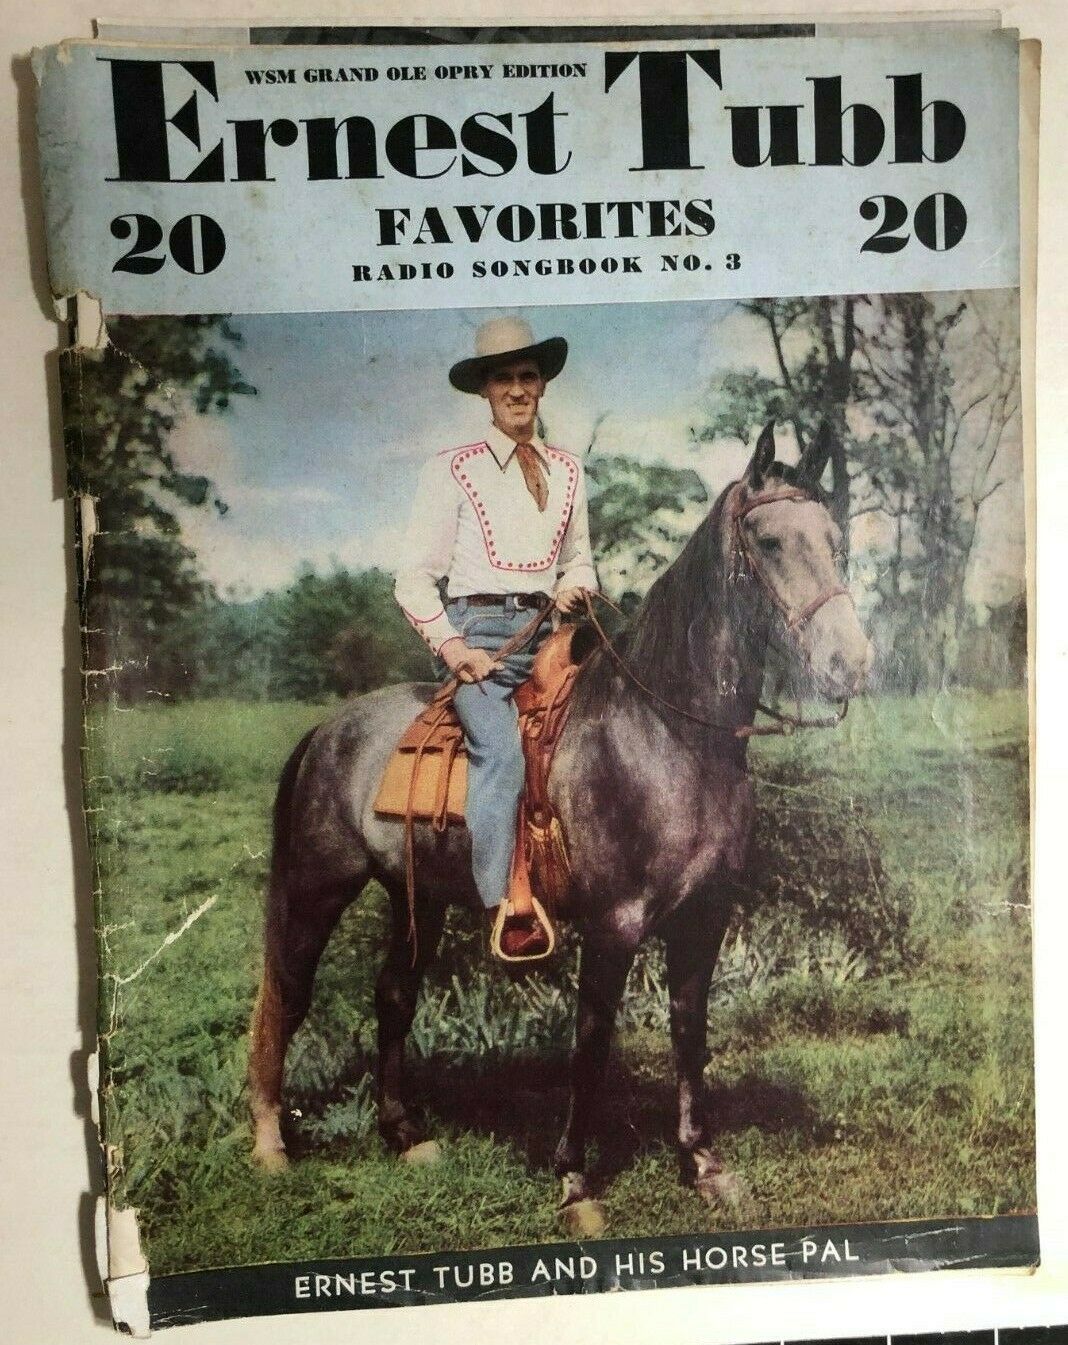 WSM GRAND OLE OPRY EDITION
Ernest Tubb
20 FAVORITES 20
RADIO SONGBOOK NO. 3
ERNEST TUBB AND HIS HORSE PAL